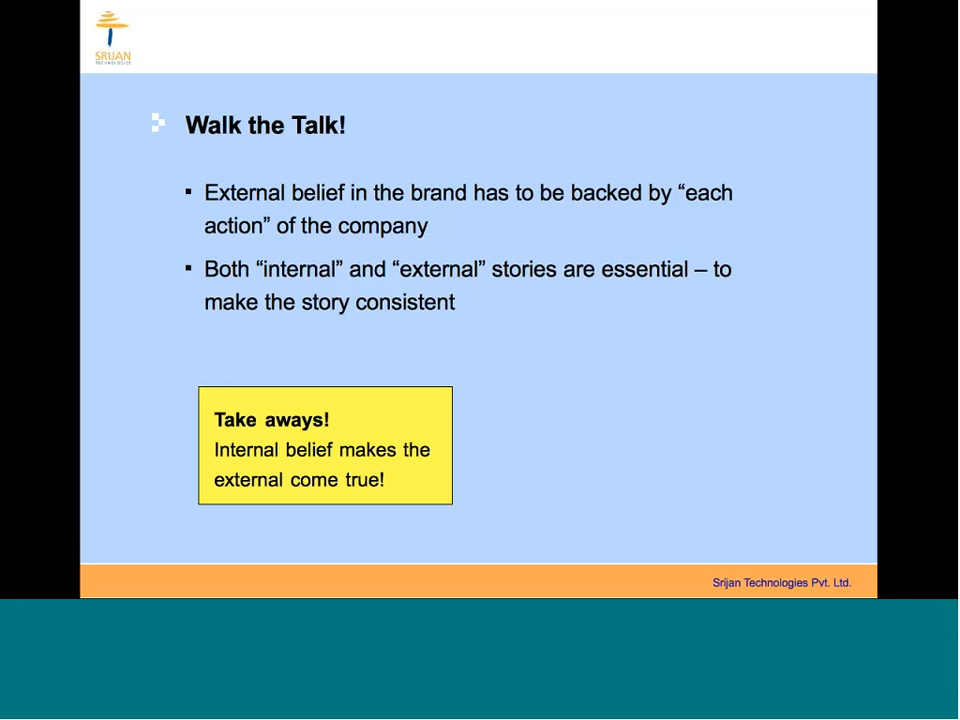 SRIJAN
TECHNOLOGIES
Walk the Talk!
▪ External belief in the brand has to be backed by “each
action” of the company
▪ Both “internal” and “external” stories are essential – to
make the story consistent
Take aways!
Internal belief makes the
external come true!
Srijan Technologies Pvt. Ltd.